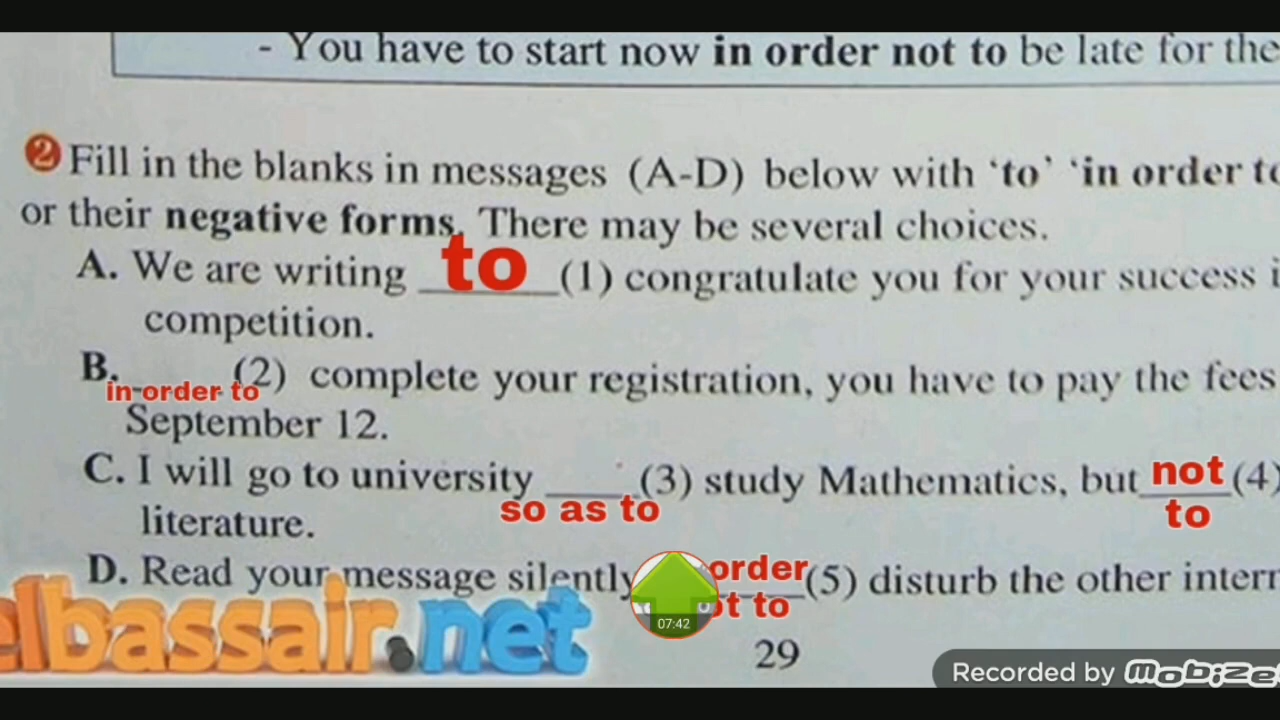 - You have to start now in order not to be late for the
2 Fill in the blanks in messages (A-D) below with ‘to’ ‘in order to
or their negative forms. There may be several choices.
A. We are writing to (1) congratulate you for your success i
competition.
B. in order to (2) complete your registration, you have to pay the fees
September 12.
C. I will go to university so as to (3) study Mathematics, but not to (4)
literature.
D. Read your message silently order ot to (5) disturb the other intern
elbassair.net
07:42
29
Recorded by Mobize